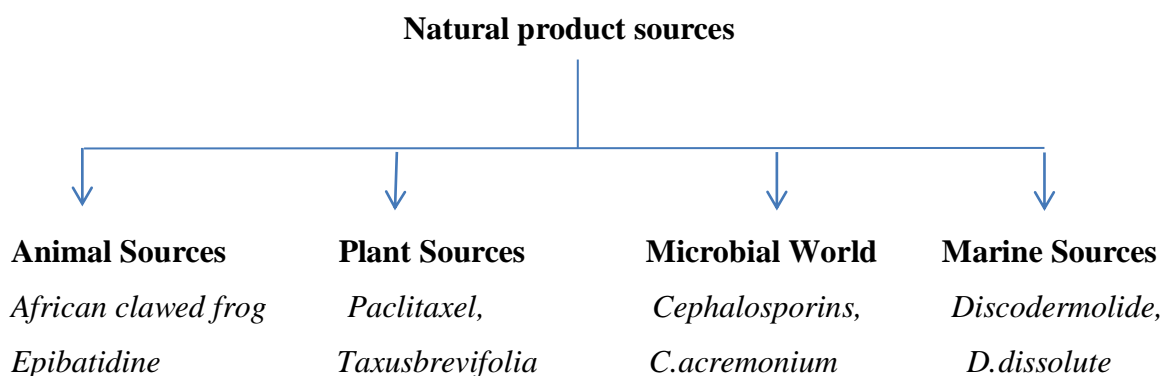 Natural product sources
Animal Sources Plant Sources Microbial World Marine Sources
African clawed frog Paclitaxel, Cephalosporins, Discodermolide,
Epibatidine Taxusbrevifolia C.acremonium D.dissolute